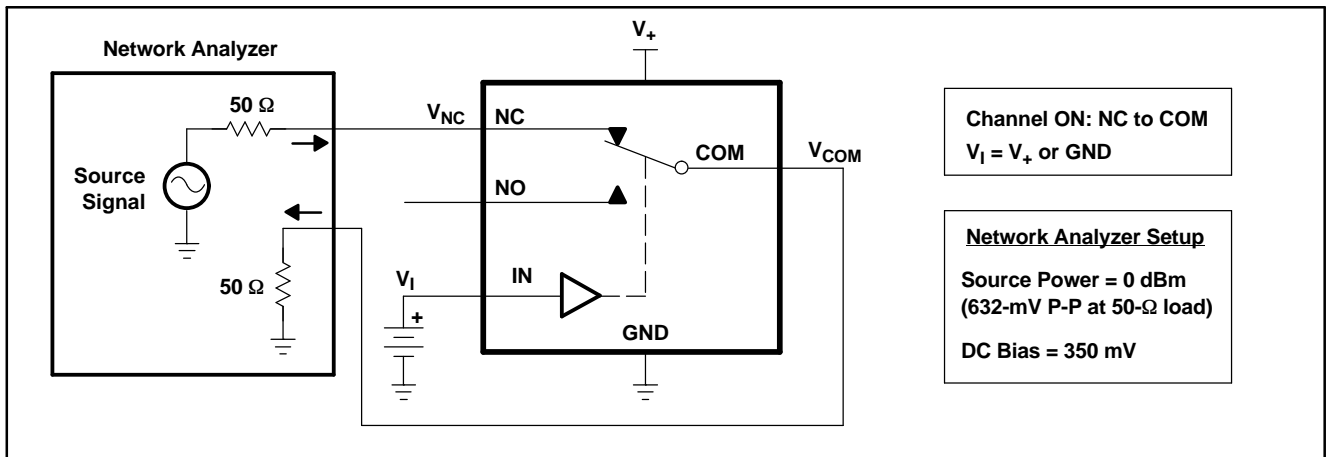 Network Analyzer
50 Ω
Source
Signal
50 Ω
V+
VNC
NC
NO
COM
VCOM
VI
IN
+
GND
Channel ON: NC to COM
VI = V+ or GND
Network Analyzer Setup
Source Power = 0 dBm
(632-mV P-P at 50-Ω load)
DC Bias = 350 mV